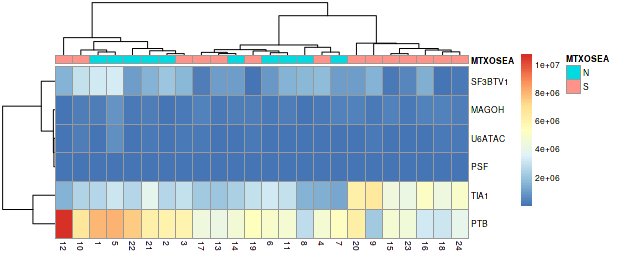 MTXOSEA
SF3BTV1
MAGOH
U6ATAC
PSF
TIA1
PTB
12 10 1 5 22 21 2 3 17 13 14 19 6 11 8 4 7 20 9 15 23 16 18 24
1e+07
8e+06
6e+06
4e+06
2e+06
MTXOSEA
N
S